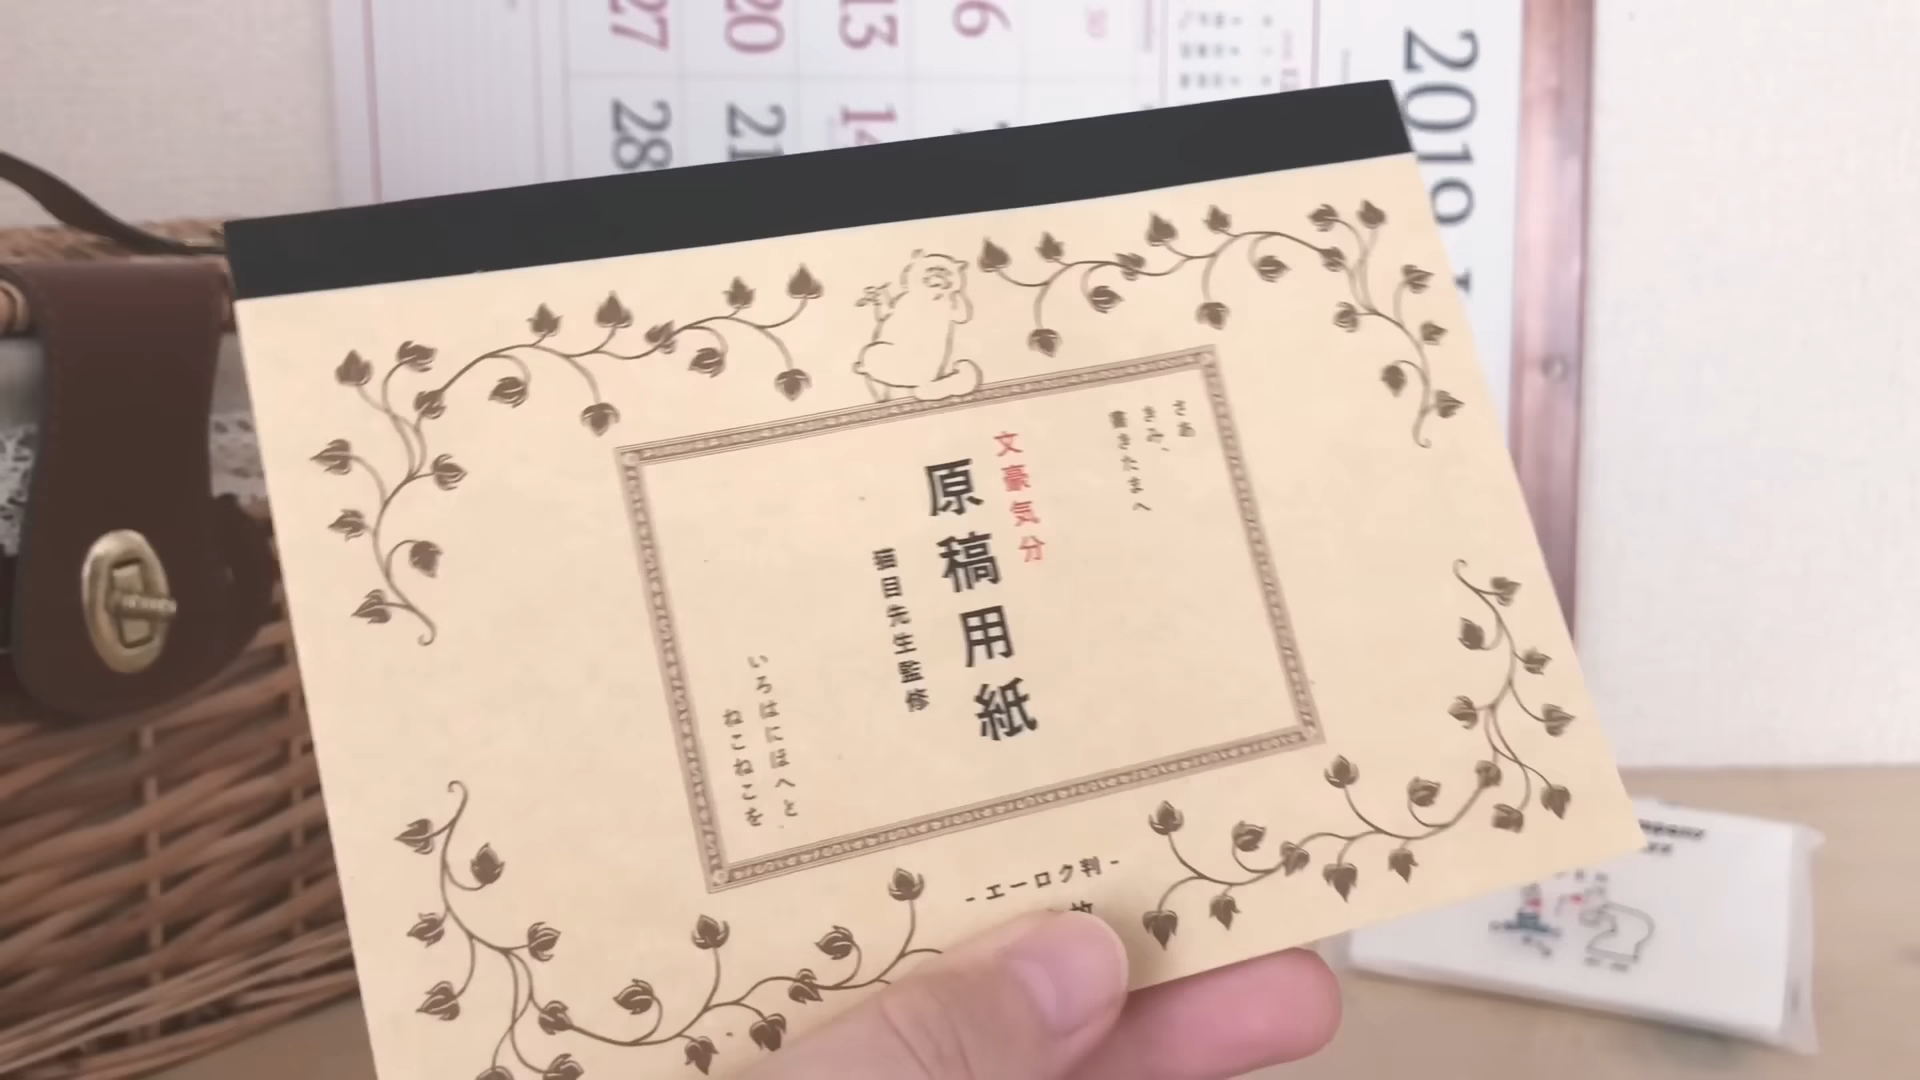 さあ
きみ、
書きたまへ
文豪気分
原稿用紙
猫目先生監修
いろはにほへと
ねこねこを
-エーロク判-
枚
2019
6
13
20
27
14
21
28